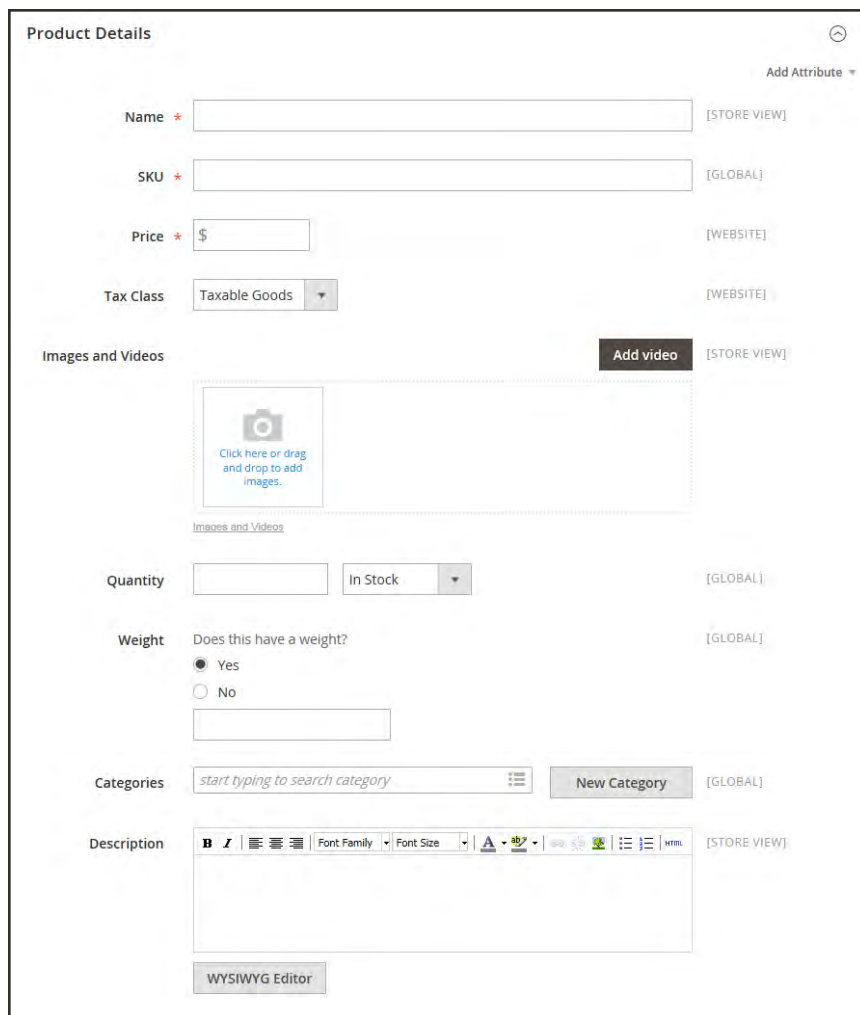 Product Details
Add Attribute
Name * [STORE VIEW]
SKU * [GLOBAL]
Price * $ [WEBSITE]
Tax Class Taxable Goods [WEBSITE]
Images and Videos Add video [STORE VIEW]
Click here or drag
and drop to add
images.
Images and Videos
Quantity In Stock [GLOBAL]
Weight Does this have a weight? [GLOBAL]
Yes
No
Categories start typing to search category New Category [GLOBAL]
Description B I Font Family Font Size A ab HTML [STORE VIEW]
WYSIWYG Editor